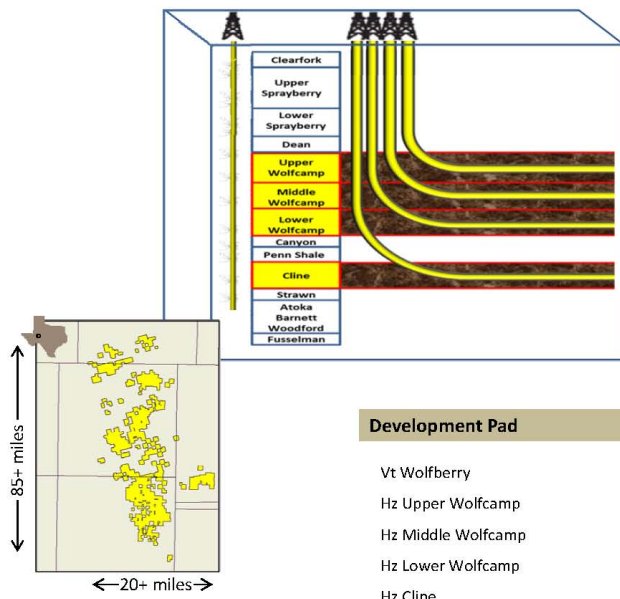 Clearfork
Upper
Sprayberry
Lower
Sprayberry
Dean
Upper
Wolfcamp
Middle
Wolfcamp
Lower
Wolfcamp
Canyon
Penn Shale
Cline
Strawn
Atoka
Barnett
Woodford
Fusselman
85+ miles
20+ miles
Development Pad
Vt Wolfberry
Hz Upper Wolfcamp
Hz Middle Wolfcamp
Hz Lower Wolfcamp
Hz Cline